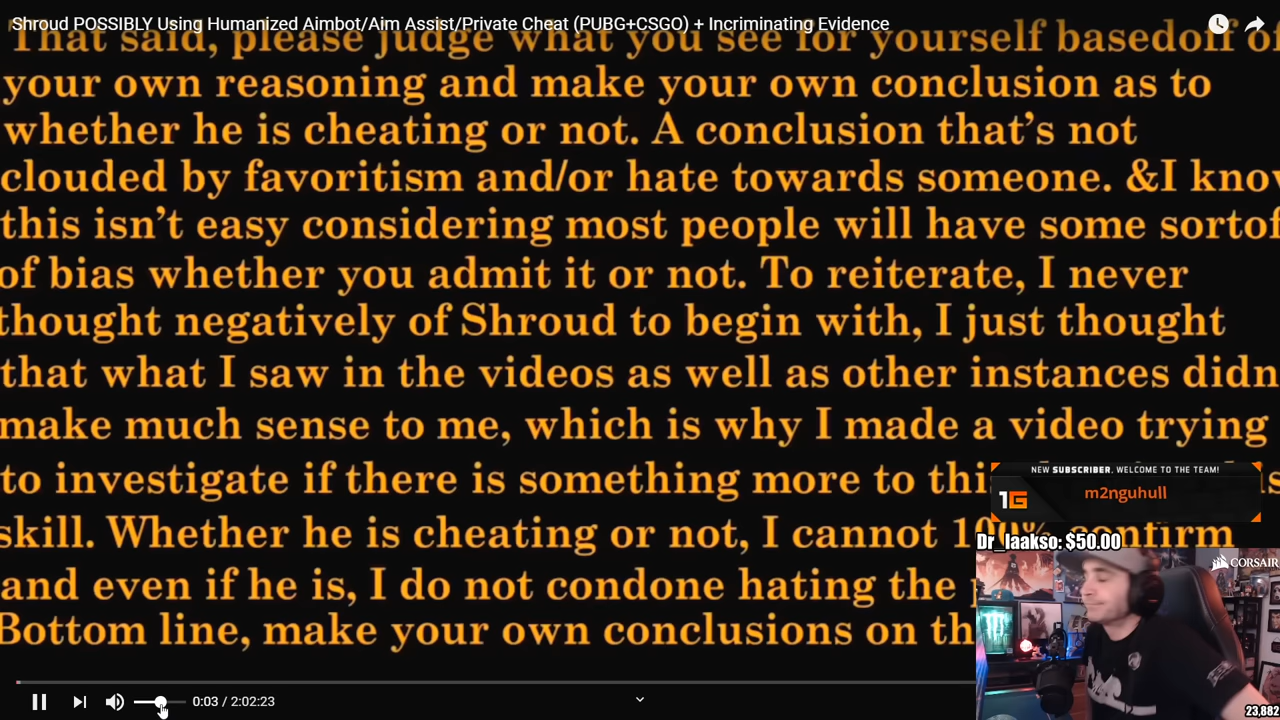 Shroud POSSIBLY Using Humanized Aimbot/Aim Assist/Private Cheat (PUBG+CSGO) + Incriminating Evidence
That said, please judge what you see for yourself basedoff of
your own reasoning and make your own conclusion as to
whether he is cheating or not. A conclusion that's not
clouded by favoritism and/or hate towards someone. &I know
this isn't easy considering most people will have some sortof
of bias whether you admit it or not. To reiterate, I never
thought negatively of Shroud to begin with, I just thought
that what I saw in the videos as well as other instances didn
make much sense to me, which is why I made a video trying
to investigate if there is something more to thi
NEW SUBSCRIBER. WELCOME TO THE TEAM!
1G
m2nguhull
skill. Whether he is cheating or not, I cannot 100% confirm
Dr_laakso: $50.00
CORSAIR
and even if he is, I do not condone hating the
Bottom line, make your own conclusions on th
0:03 / 2:02:23
23,882